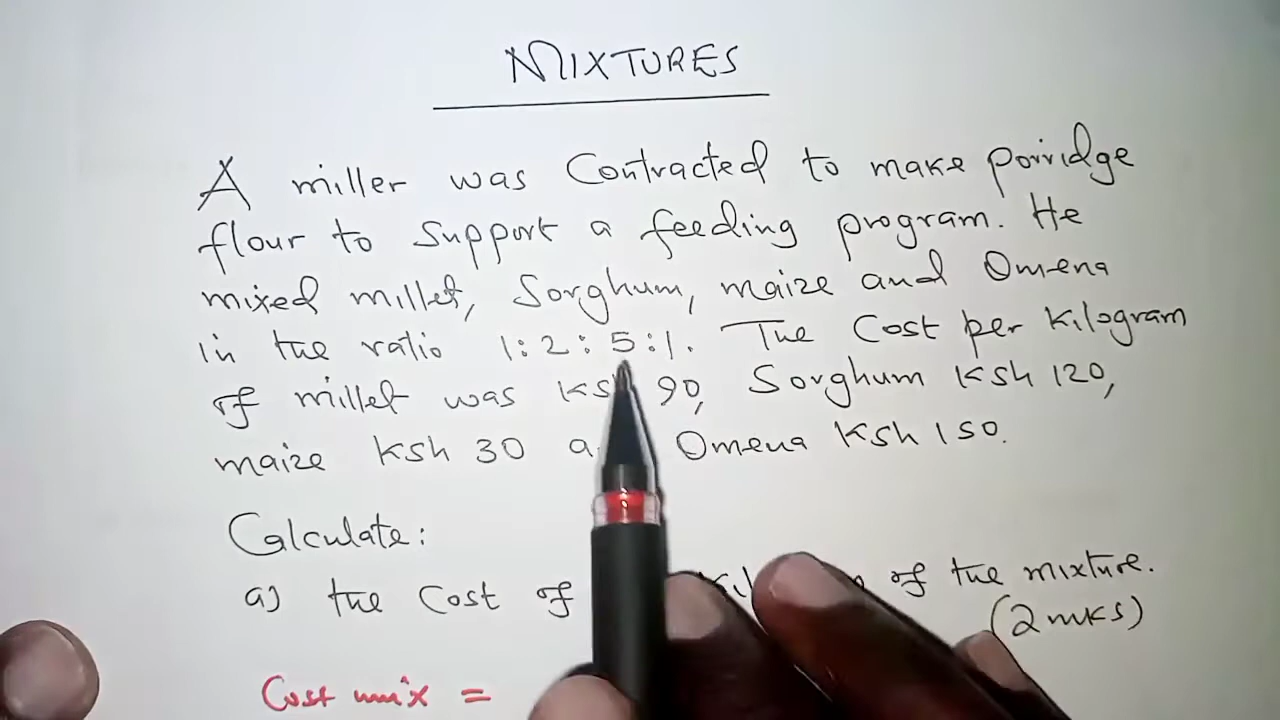 MIXTURES
A miller was Contracted to make porridge
flour to support a feeding program. He
mixed millet, Sorghum, maize and Omena
in the ratio 1:2:5:1. The Cost per kilogram
of millet was Ksh 90, Sorghum Ksh 120,
maize Ksh 30 Omena Ksh 150.
Calculate:
a) the Cost of of the mixture.
(2 mks)
Cost mix =